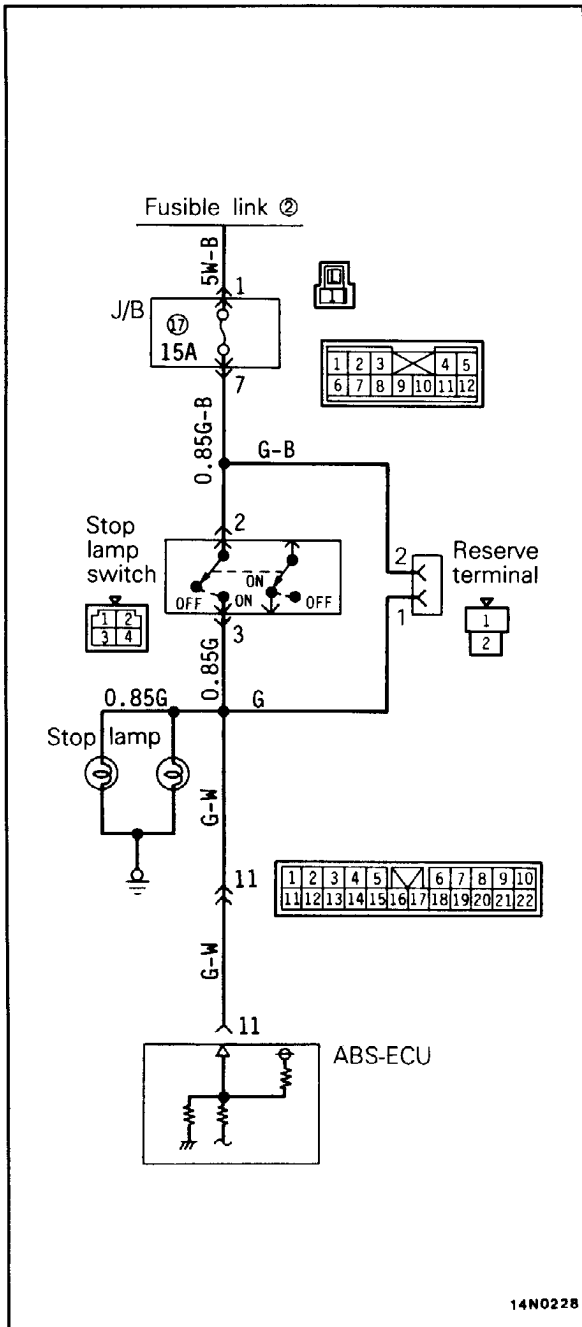 Fusible link ②
5W-B
1
J/B
⑰
15A
1
7
1 2 3 4 5
6 7 8 9 10 11 12
0.85G-B
G-B
2
Stop
lamp
switch
ON
OFF
ON
OFF
2
1
Reserve
terminal
1
2
1 2
3 4
3
0.85G
0.85G
G
Stop lamp
G-W
11
1 2 3 4 5 6 7 8 9 10
11 12 13 14 15 16 17 18 19 20 21 22
G-W
11
ABS-ECU
14N0228